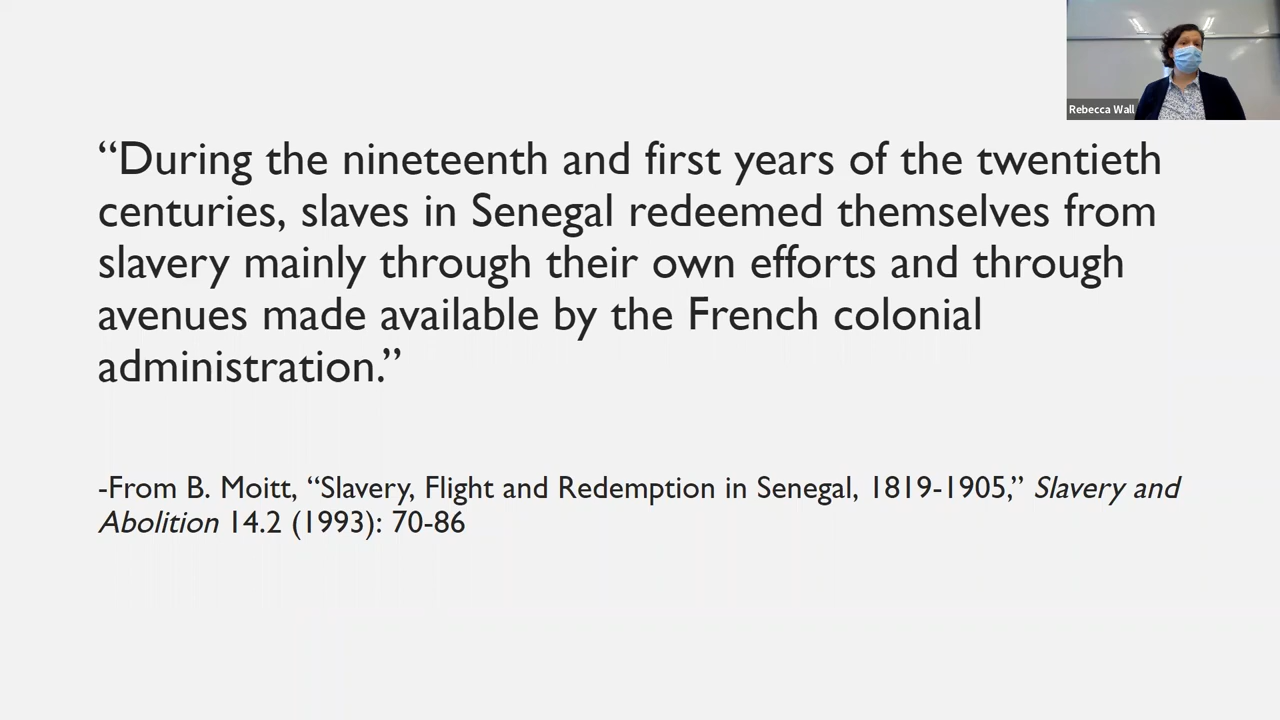 Rebecca Wall
“During the nineteenth and first years of the twentieth
centuries, slaves in Senegal redeemed themselves from
slavery mainly through their own efforts and through
avenues made available by the French colonial
administration.”
-From B. Moitt, “Slavery, Flight and Redemption in Senegal, 1819-1905,” Slavery and
Abolition 14.2 (1993): 70-86